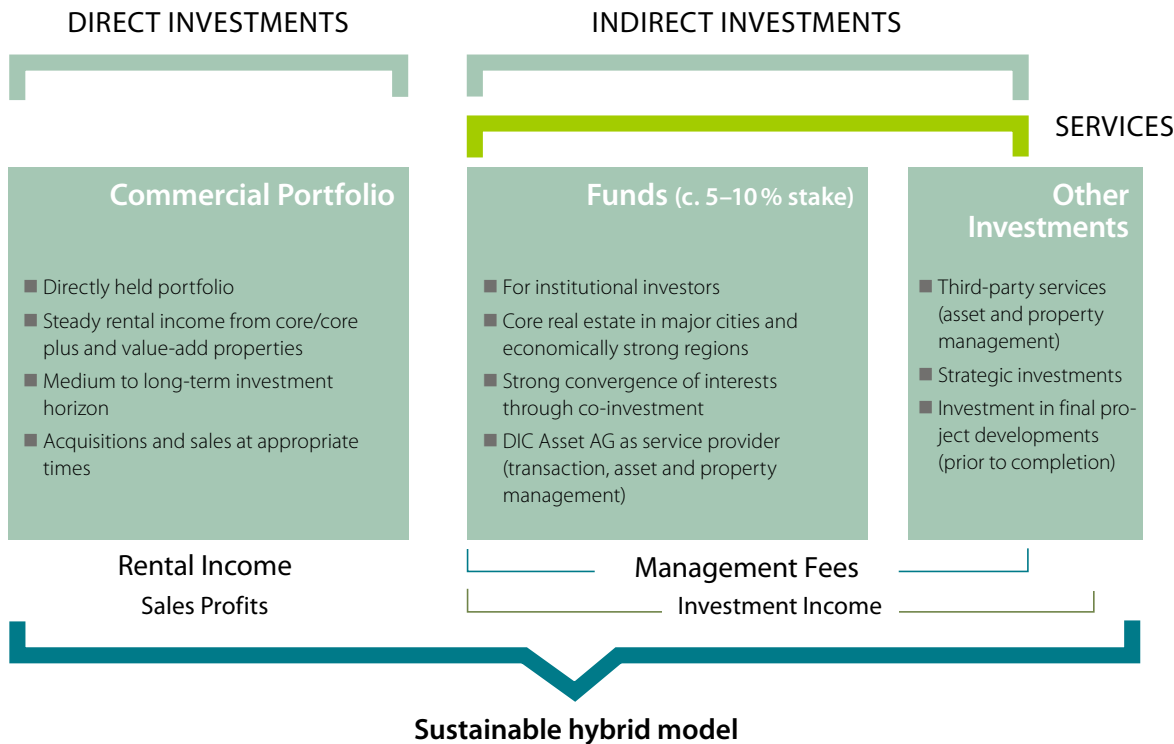 DIRECT INVESTMENTS
INDIRECT INVESTMENTS
SERVICES
Commercial Portfolio
■ Directly held portfolio
■ Steady rental income from core/core
plus and value-add properties
■ Medium to long-term investment
horizon
■ Acquisitions and sales at appropriate
times
Funds (c. 5–10 % stake)
■ For institutional investors
■ Core real estate in major cities and
economically strong regions
■ Strong convergence of interests
through co-investment
■ DIC Asset AG as service provider
(transaction, asset and property
management)
Other
Investments
■ Third-party services
(asset and property
management)
■ Strategic investments
■ Investment in final pro-
ject developments
(prior to completion)
Rental Income
Sales Profits
Management Fees
Investment Income
Sustainable hybrid model